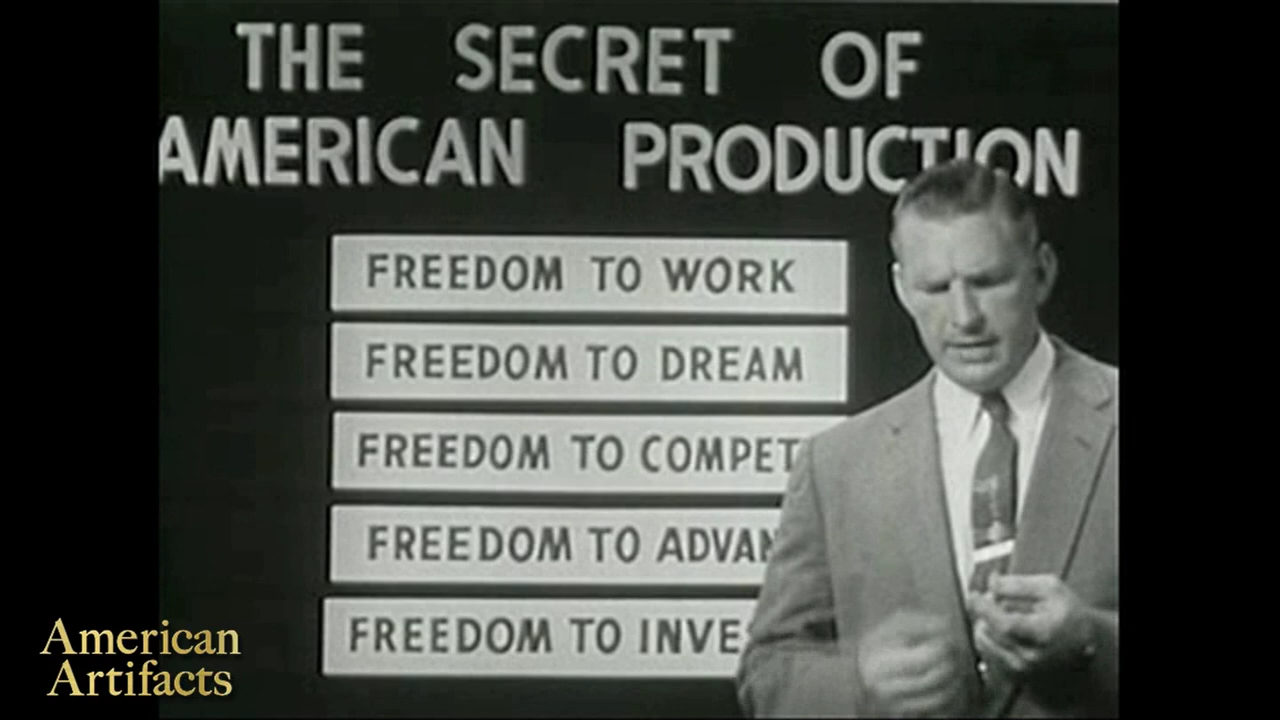 THE SECRET OF
AMERICAN PRODUCTION
FREEDOM TO WORK
FREEDOM TO DREAM
FREEDOM TO COMPET
FREEDOM TO ADVAN
FREEDOM TO INVE
American
Artifacts